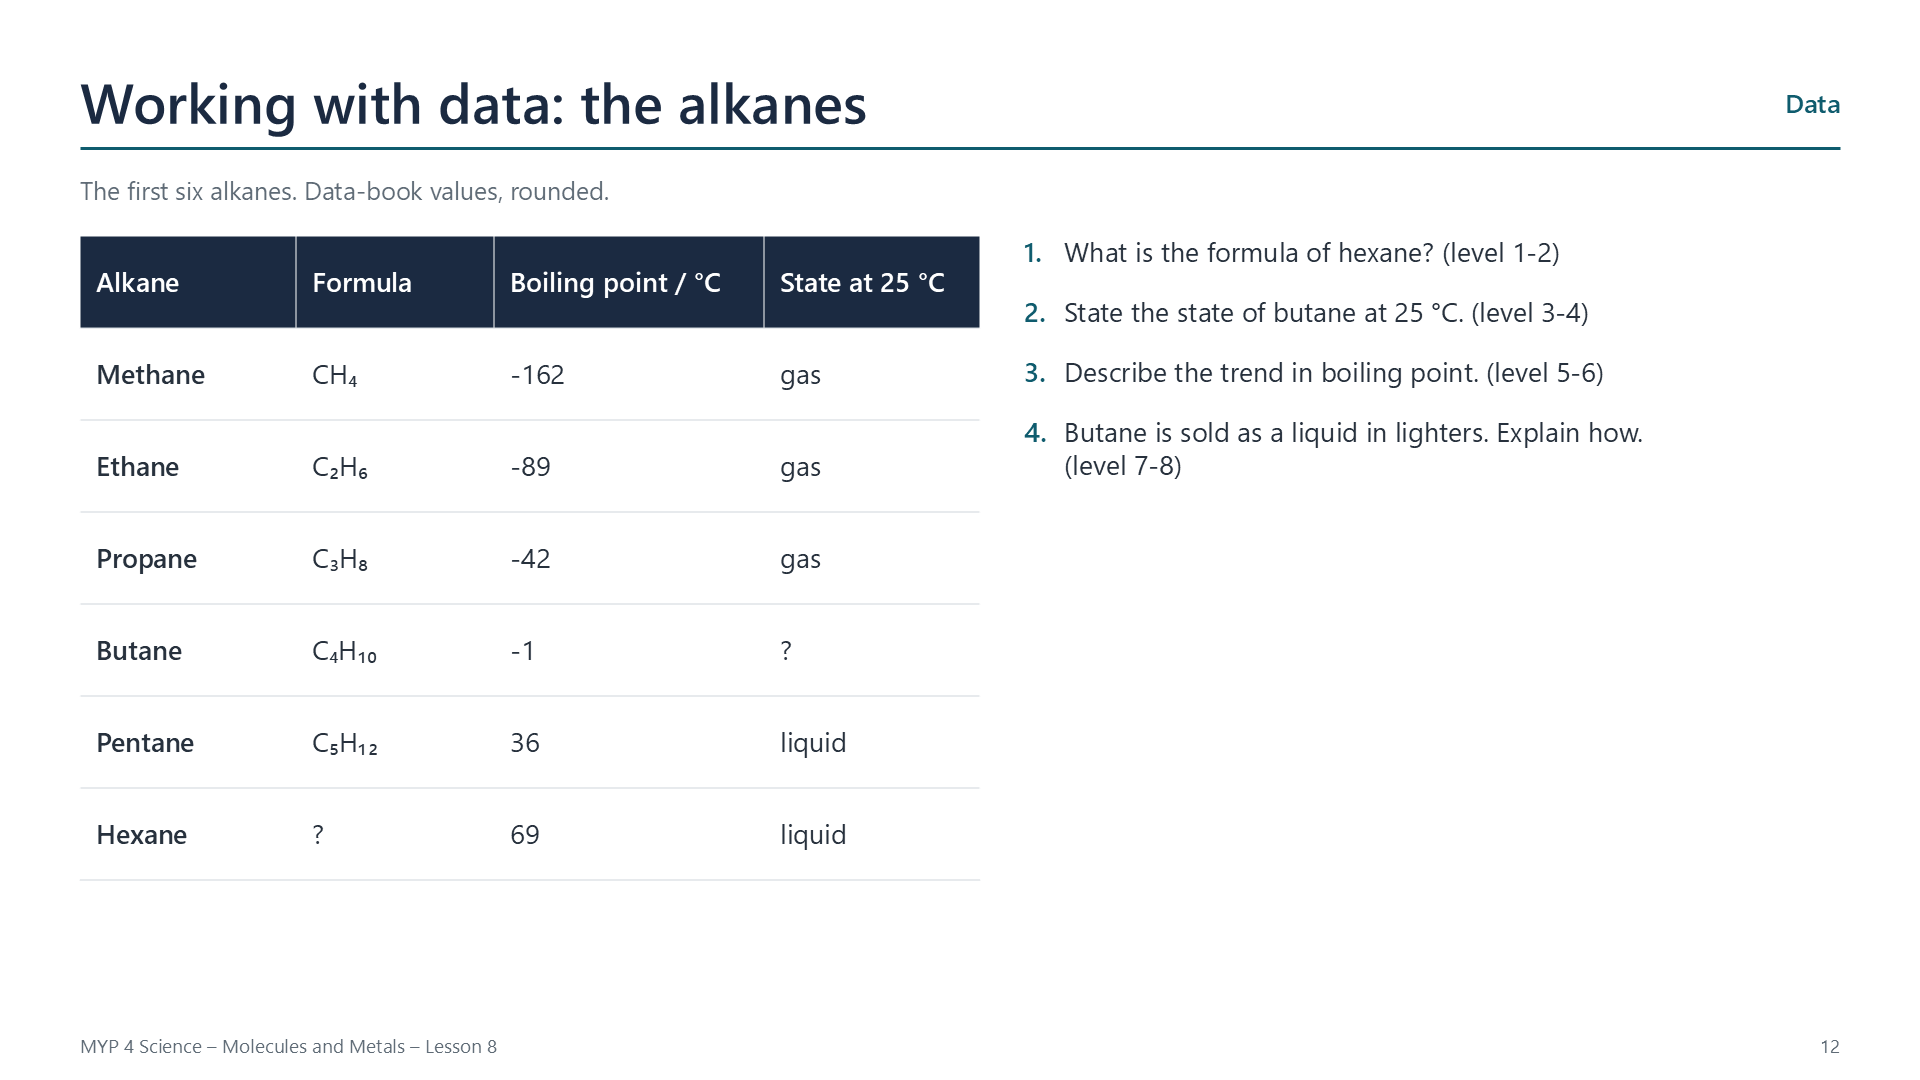 Working with data: the alkanes
Data
The first six alkanes. Data-book values, rounded.
Alkane Formula Boiling point / °C State at 25 °C
Methane CH₄ -162 gas
Ethane C₂H₆ -89 gas
Propane C₃H₈ -42 gas
Butane C₄H₁₀ -1 ?
Pentane C₅H₁₂ 36 liquid
Hexane ? 69 liquid
1. What is the formula of hexane? (level 1-2)
2. State the state of butane at 25 °C. (level 3-4)
3. Describe the trend in boiling point. (level 5-6)
4. Butane is sold as a liquid in lighters. Explain how.
(level 7-8)
MYP 4 Science – Molecules and Metals – Lesson 8
12